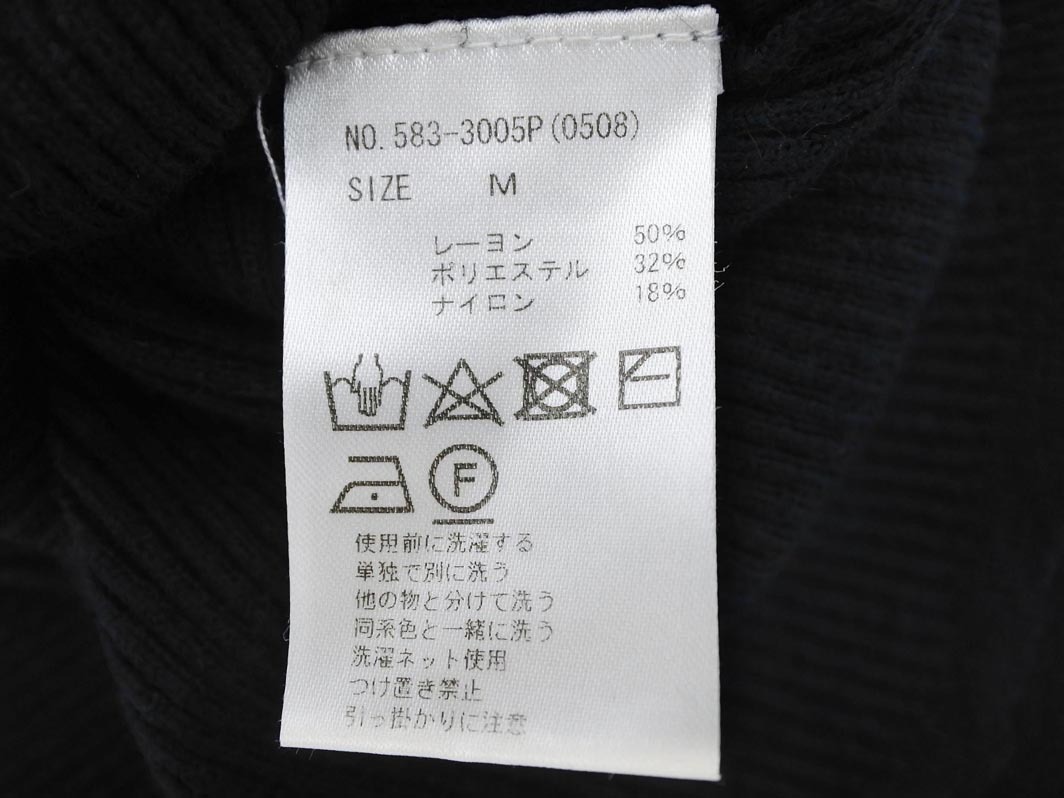 NO. 583-3005P(0508)
SIZE M
レーヨン 50%
ポリエステル 32%
ナイロン 18%
F
使用前に洗濯する
単独で別に洗う
他の物と分けて洗う
同系色と一緒に洗う
洗濯ネット使用
つけ置き禁止
引っ掛かりに注意